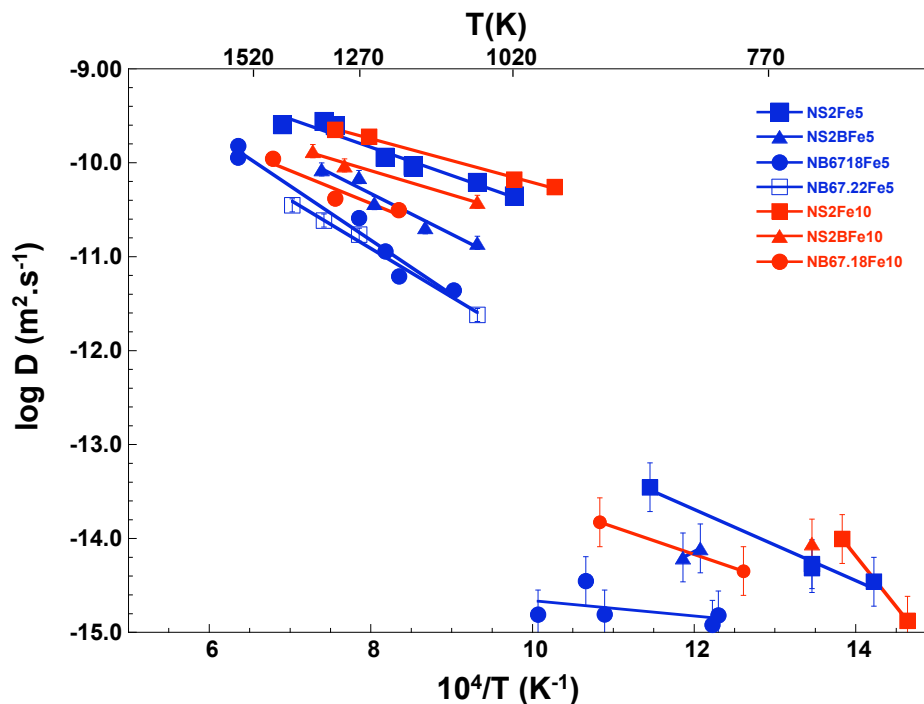 T(K)
1520 1270 1020 770
-9.00
-10.0
-11.0
-12.0
-13.0
-14.0
-15.0
log D (m².s⁻¹)
NS2Fe5
NS2BFe5
NB6718Fe5
NB67.22Fe5
NS2Fe10
NS2BFe10
NB67.18Fe10
6 8 10 12 14
10⁴/T (K⁻¹)